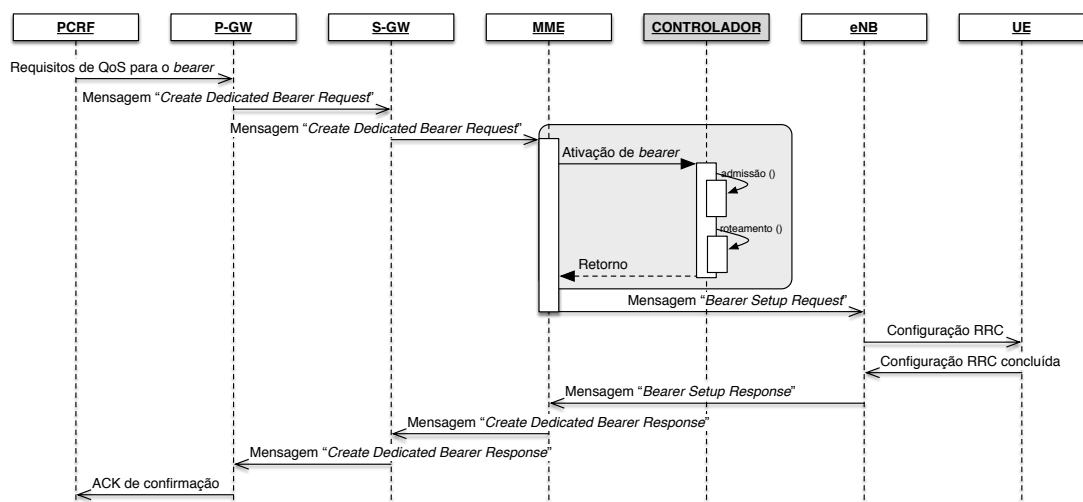 PCRF
P-GW
S-GW
MME
CONTROLADOR
eNB
UE
Requisitos de QoS para o bearer
Mensagem “Create Dedicated Bearer Request”
Mensagem “Create Dedicated Bearer Request”
Ativação de bearer
admissão ()
roteamento ()
Retorno
Mensagem “Bearer Setup Request”
Configuração RRC
Configuração RRC concluída
Mensagem “Bearer Setup Response”
Mensagem “Create Dedicated Bearer Response”
Mensagem “Create Dedicated Bearer Response”
ACK de confirmação